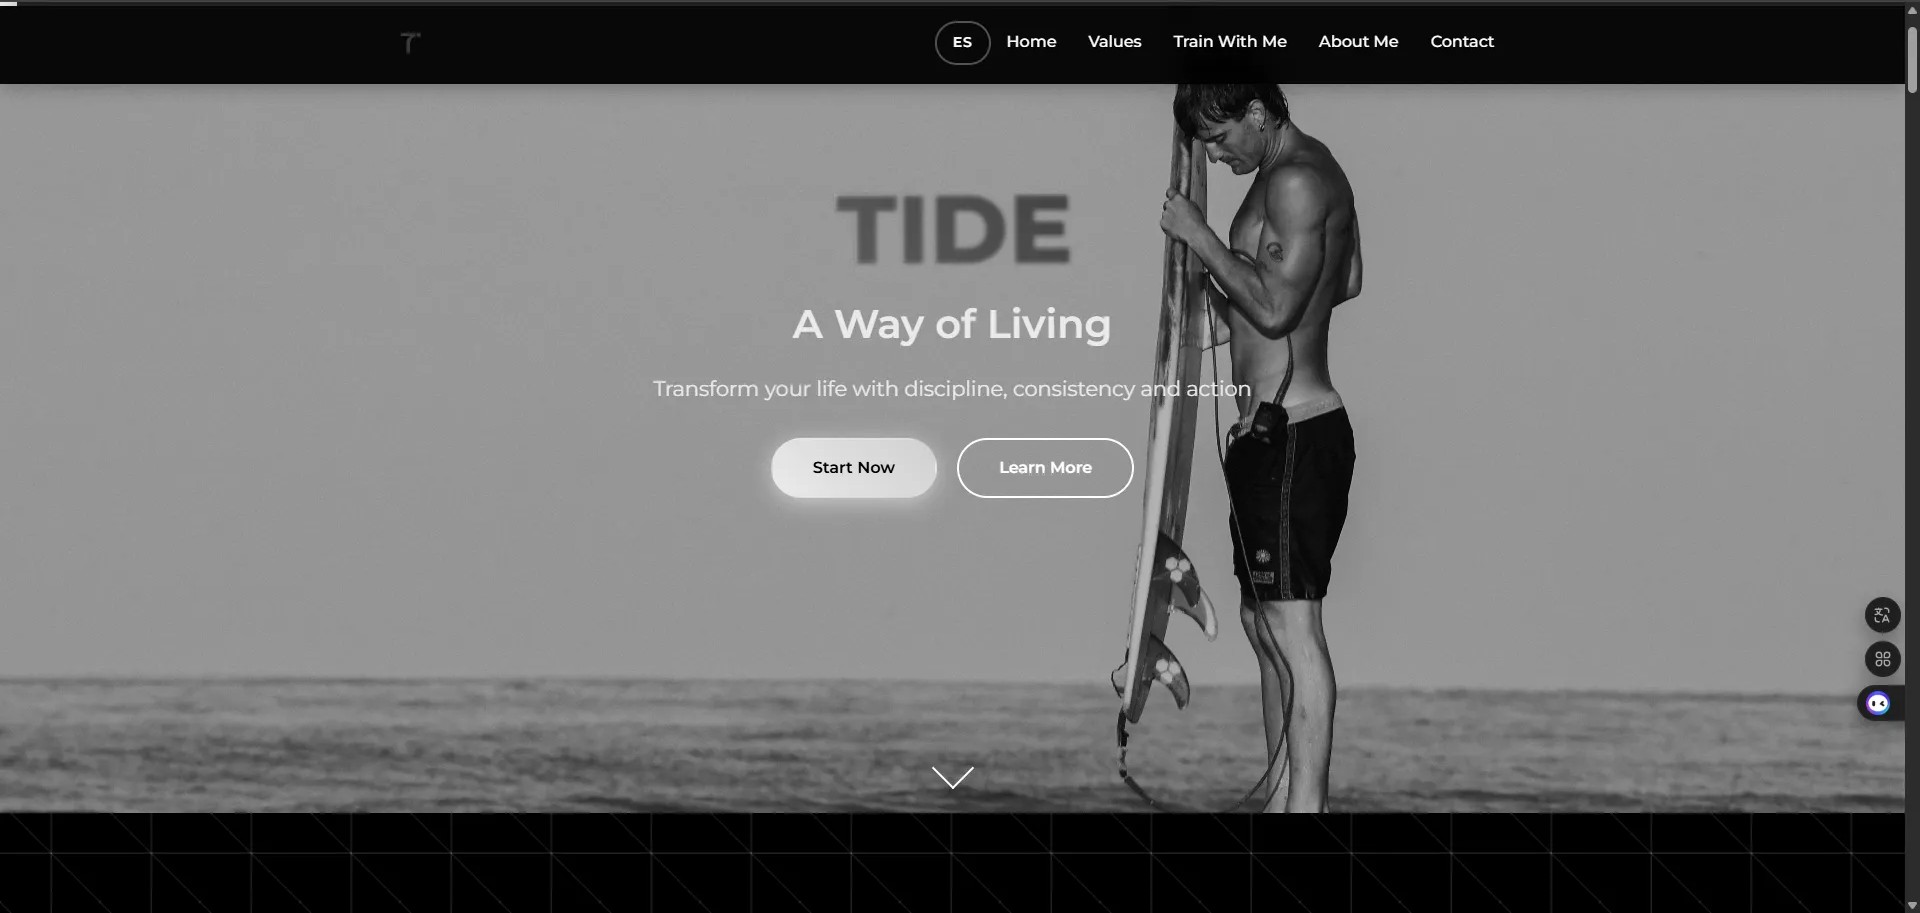 ES
Home
Values
Train With Me
About Me
Contact
TIDE
A Way of Living
Transform your life with discipline, consistency and action
Start Now
Learn More